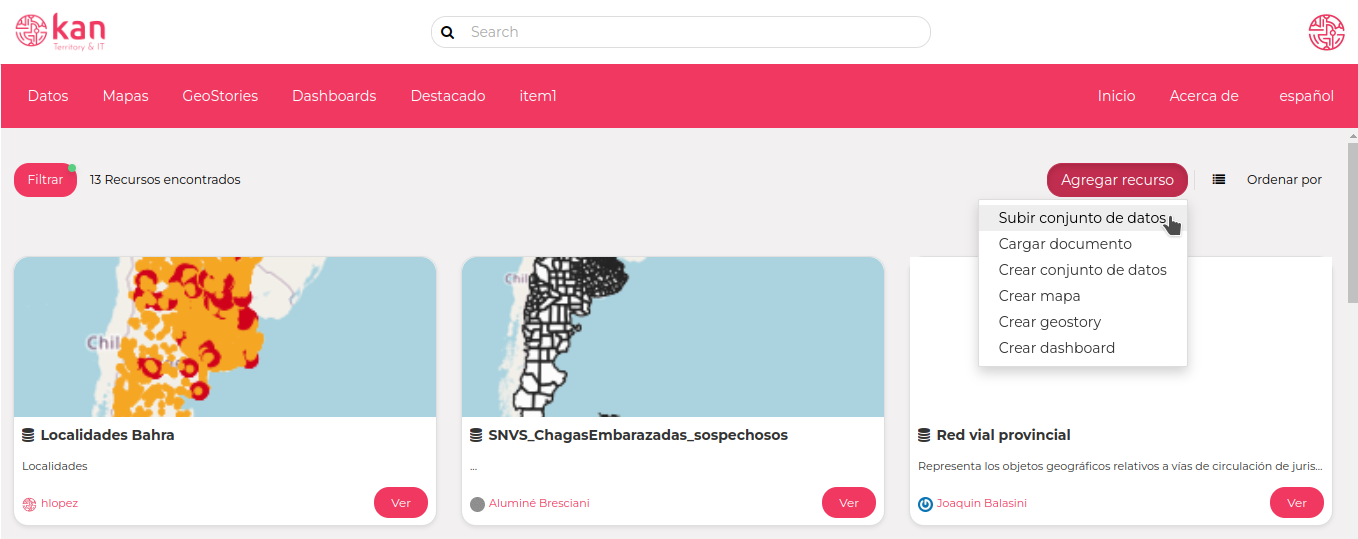 kan
Territory & IT
Search
Datos Mapas GeoStories Dashboards Destacado item1 Inicio Acerca de español
Filtrar 13 Recursos encontrados Agregar recurso Ordenar por
Subir conjunto de datos
Cargar documento
Crear conjunto de datos
Crear mapa
Crear geostory
Crear dashboard
Chil
Chil
Localidades Bahra
Localidades
hlopez Ver
SNVS_ChagasEmbarazadas_sospechosos
...
Aluminé Bresciani Ver
Red vial provincial
Representa los objetos geográficos relativos a vías de circulación de juris...
Joaquin Balasini Ver